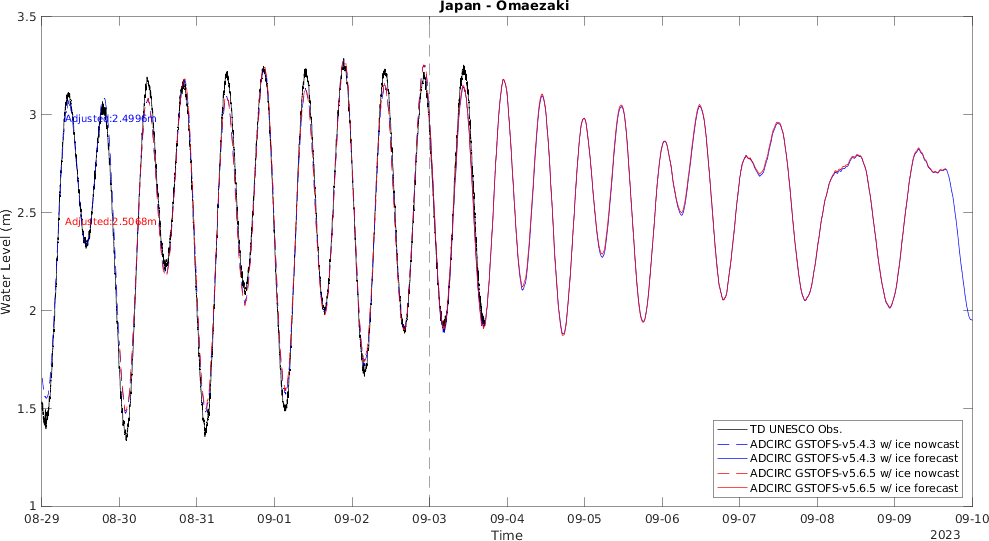 Japan - Omaezaki
3.5
3
2.5
2
1.5
1
Water Level (m)
Adjusted:2.4996m
Adjusted:2.5068m
TD UNESCO Obs.
ADCIRC GSTOFS-v5.4.3 w/ ice nowcast
ADCIRC GSTOFS-v5.4.3 w/ ice forecast
ADCIRC GSTOFS-v5.6.5 w/ ice nowcast
ADCIRC GSTOFS-v5.6.5 w/ ice forecast
08-29 08-30 08-31 09-01 09-02 09-03 09-04 09-05 09-06 09-07 09-08 09-09 09-10
Time
2023